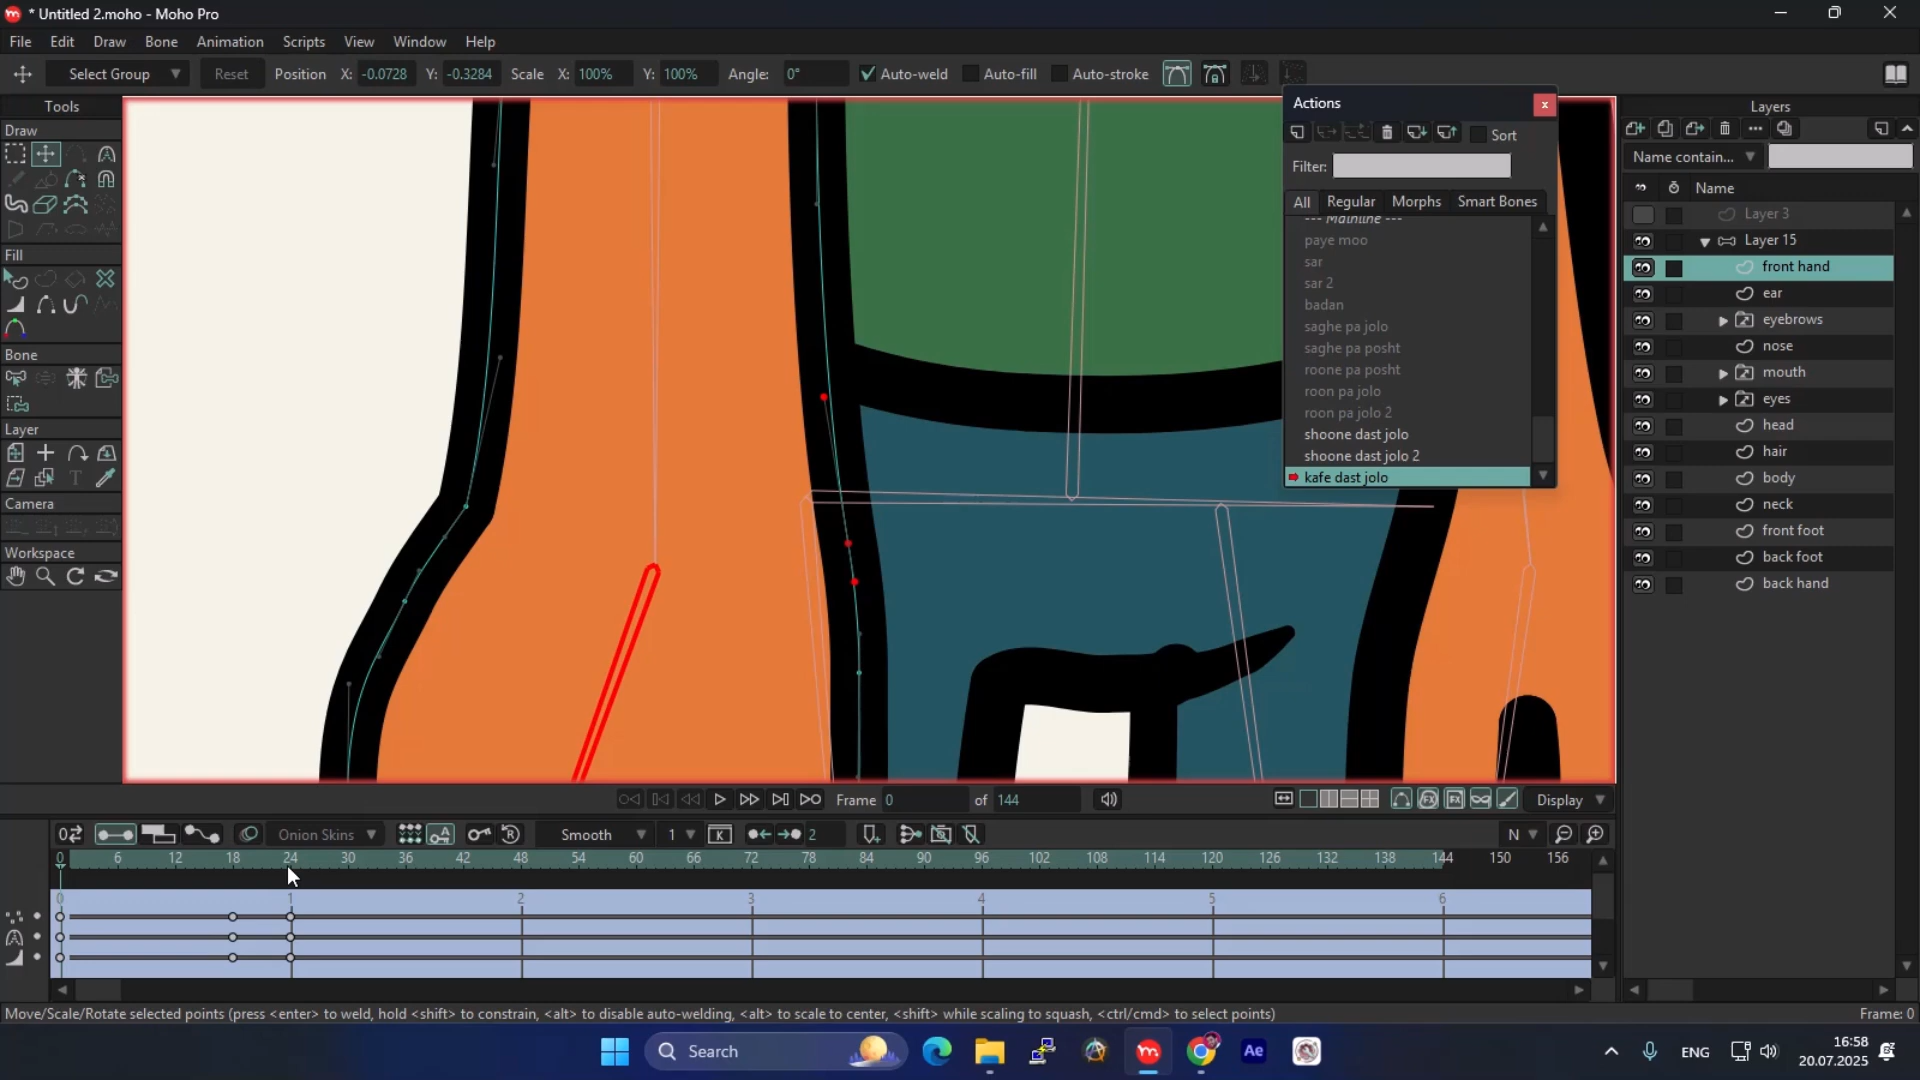 * Untitled 2.moho - Moho Pro
File Edit Draw Bone Animation Scripts View Window Help
Select Group Reset Position X: -0.0728 Y: -0.3284 Scale X: 100% Y: 100% Angle: 0° Auto-weld Auto-fill Auto-stroke
Tools
Draw
Fill
Bone
Layer
Camera
Workspace
Actions
Sort
Filter:
All Regular Morphs Smart Bones
--- Mainline ---
paye moo
sar
sar 2
badan
saghe pa jolo
saghe pa posht
roone pa posht
roon pa jolo
roon pa jolo 2
shoone dast jolo
shoone dast jolo 2
kafe dast jolo
Layers
Name contain...
Name
Layer 3
Layer 15
front hand
ear
eyebrows
nose
mouth
eyes
head
hair
body
neck
front foot
back foot
back hand
Frame 0 of 144
Display
Onion Skins
Smooth
1
K
2
N
0 6 12 18 24 30 36 42 48 54 60 66 72 78 84 90 96 102 108 114 120 126 132 138 144 150 156
0 1 2 3 4 5 6
Move/Scale/Rotate selected points (press <enter> to weld, hold <shift> to constrain, <alt> to disable auto-welding, <alt> to scale to center, <shift> while scaling to squash, <ctrl/cmd> to select points)
Frame: 0
Search
Ae
ENG
16:58
20.07.2025